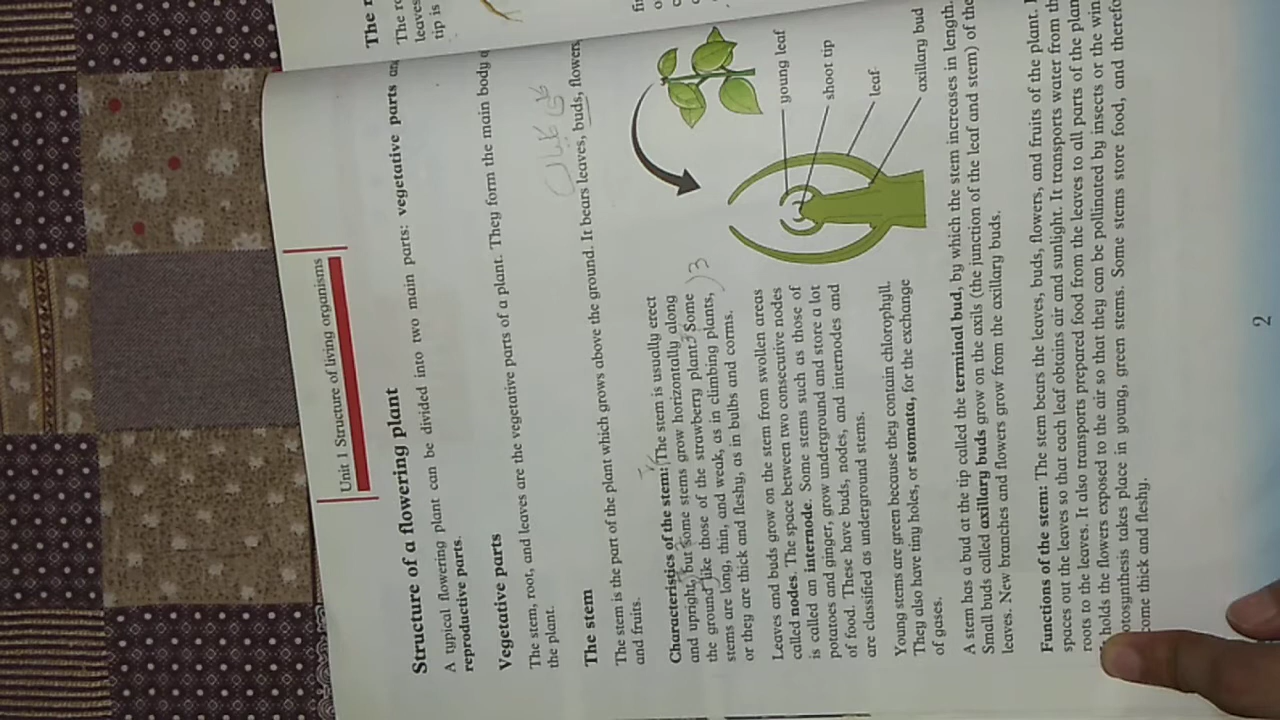 Unit 1 Structure of living organisms
Structure of a flowering plant
A typical flowering plant can be divided into two main parts: vegetative parts
reproductive parts.
Vegetative parts
The stem, root, and leaves are the vegetative parts of a plant. They form the main body
the plant.
The stem
The stem is the part of the plant which grows above the ground. It bears leaves, buds, flowers,
and fruits.
Characteristics of the stem: The stem is usually erect
and upright, but some stems grow horizontally along
the ground like those of the strawberry plant. Some
stems are long, thin, and weak, as in climbing plants,
or they are thick and fleshy, as in bulbs and corms.
Leaves and buds grow on the stem from swollen areas
called nodes. The space between two consecutive nodes
is called an internode. Some stems such as those of
potatoes and ginger, grow underground and store a lot
of food. These have buds, nodes, and internodes and
are classified as underground stems.
Young stems are green because they contain chlorophyll.
They also have tiny holes, or stomata, for the exchange
of gases.
young leaf
shoot tip
leaf
axillary bud
A stem has a bud at the tip called the terminal bud, by which the stem increases in length.
Small buds called axillary buds grow on the axils (the junction of the leaf and stem) of the
leaves. New branches and flowers grow from the axillary buds.
Functions of the stem: The stem bears the leaves, buds, flowers, and fruits of the plant.
spaces out the leaves so that each leaf obtains air and sunlight. It transports water from
roots to the leaves. It also transports prepared food from the leaves to all parts of the
holds the flowers exposed to the air so that they can be pollinated by insects or the
takes place in young, green stems. Some stems store food, and
thick and fleshy.
2
The
The
leaves
tip is